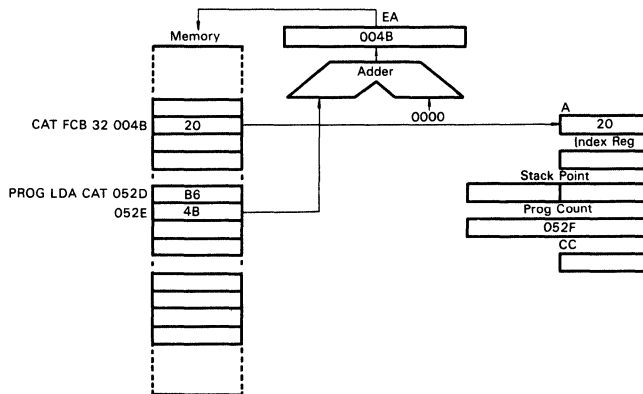 EA
Memory
004B
Adder
A
CAT FCB 32 004B
20
0000
20
Index Reg
Stack Point
PROG LDA CAT 052D
B6
052E
4B
Prog Count
052F
CC